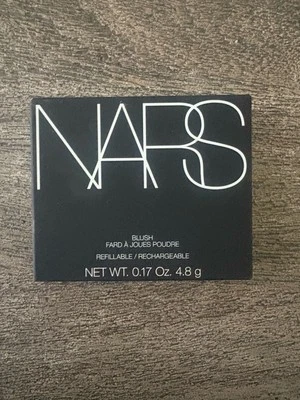 NARS
BLUSH
FARD À JOUES POUDRE
REFILLABLE / RECHARGEABLE
NET WT. 0.17 Oz. 4.8 g